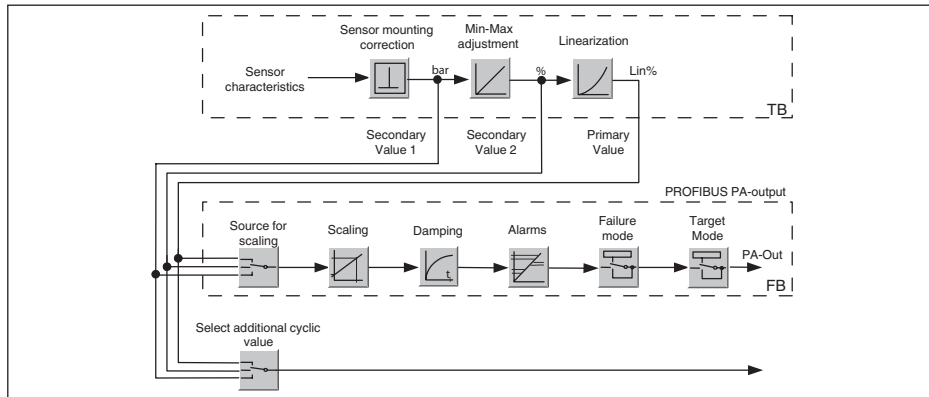 Sensor mounting
correction
Min-Max
adjustment
Linearization
Sensor
characteristics
bar
%
Lin%
TB
Secondary
Value 1
Secondary
Value 2
Primary
Value
PROFIBUS PA-output
Source for
scaling
Scaling
Damping
Alarms
Failure
mode
Target
Mode
t
PA-Out
FB
Select additional cyclic
value